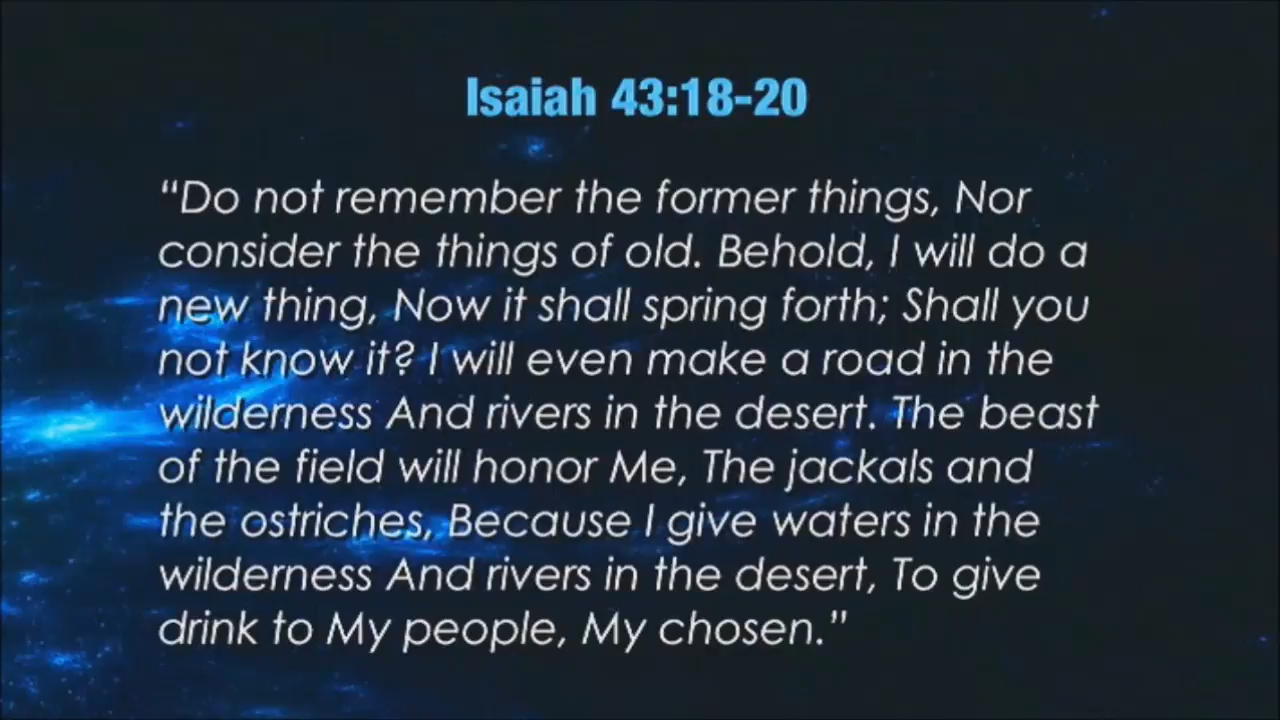 Isaiah 43:18-20
“Do not remember the former things, Nor
consider the things of old. Behold, I will do a
new thing, Now it shall spring forth; Shall you
not know it? I will even make a road in the
wilderness And rivers in the desert. The beast
of the field will honor Me, The jackals and
the ostriches, Because I give waters in the
wilderness And rivers in the desert, To give
drink to My people, My chosen.”